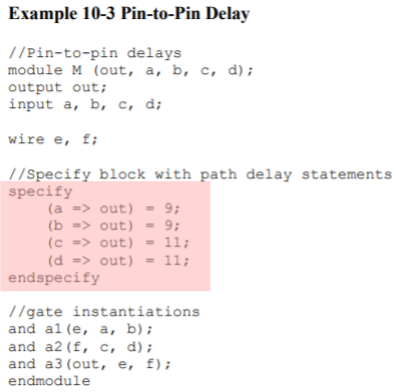 Example 10-3 Pin-to-Pin Delay
//Pin-to-pin delays
module M (out, a, b, c, d);
output out;
input a, b, c, d;
wire e, f;
//Specify block with path delay statements
specify
(a => out) = 9;
(b => out) = 9;
(c => out) = 11;
(d => out) = 11;
endspecify
//gate instantiations
and a1(e, a, b);
and a2(f, c, d);
and a3(out, e, f);
endmodule